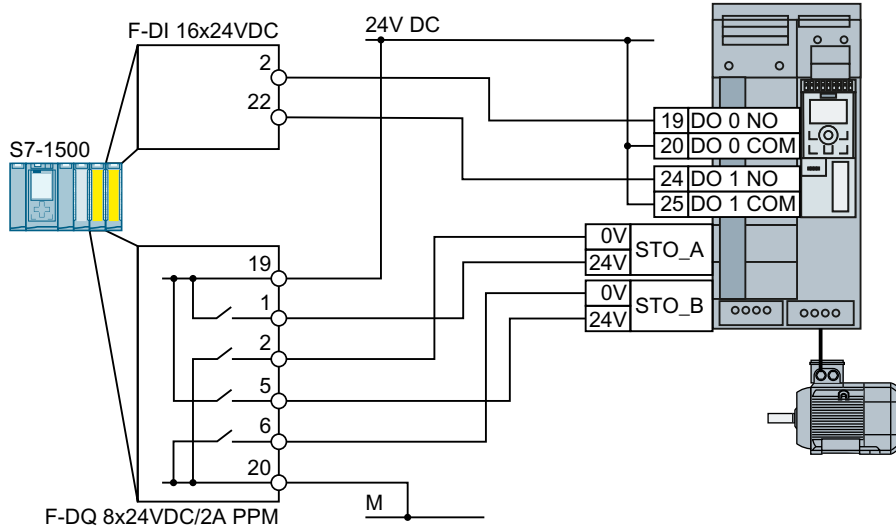 F-DI 16x24VDC
24V DC
2
22
S7-1500
19 DO 0 NO
20 DO 0 COM
24 DO 1 NO
25 DO 1 COM
0V
24V
STO_A
0V
24V
STO_B
19
1
2
5
6
20
M
F-DQ 8x24VDC/2A PPM